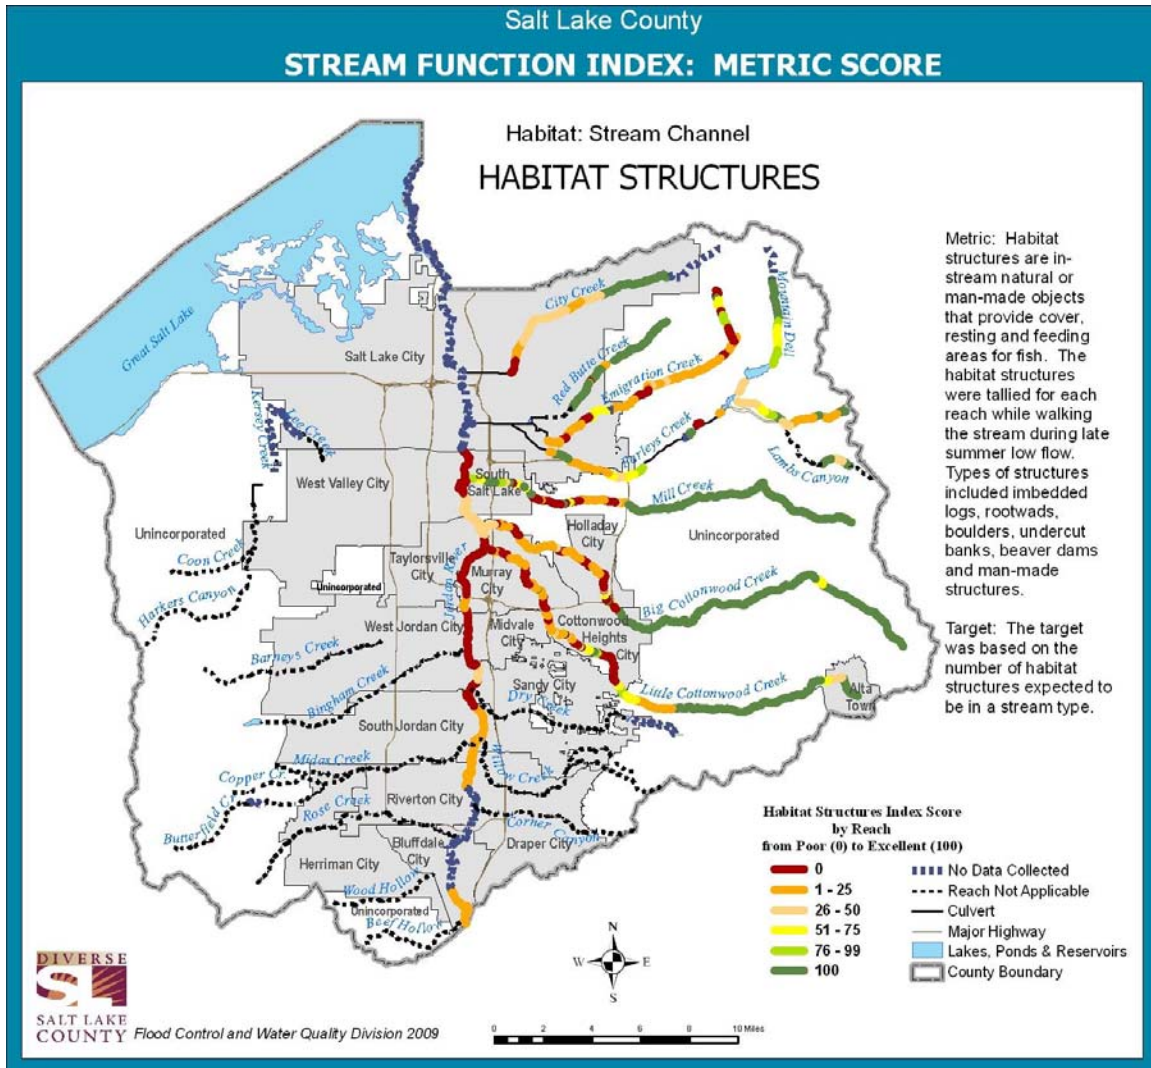 Salt Lake County
STREAM FUNCTION INDEX: METRIC SCORE
Habitat: Stream Channel
HABITAT STRUCTURES
Metric: Habitat
structures are in-
stream natural or
man-made objects
that provide cover,
resting and feeding
areas for fish. The
habitat structures
were tallied for each
reach while walking
the stream during late
summer low flow.
Types of structures
included imbedded
logs, rootwads,
boulders, undercut
banks, beaver dams
and man-made
structures.
Target: The target
was based on the
number of habitat
structures expected to
be in a stream type.
Great Salt Lake
City Creek
Mountain Dell
Salt Lake City
Red Butte Creek
Emigration Creek
Kersey Creek
Lee Creek
Parleys Creek
Lambs Canyon
West Valley City
South
Salt Lake
Mill Creek
Unincorporated
Holladay
City
Unincorporated
Coon Creek
Taylorsville
City
Jordan River
Murray
City
Unincorporated
Harkers Canyon
Big Cottonwood Creek
West Jordan City
Midvale
City
Cottonwood
Heights
City
Barneys Creek
Bingham Creek
Sandy City
Little Cottonwood Creek
Alta
Town
Dry Creek
South Jordan City
Midas Creek
Willow Creek
Copper Cr.
Butterfield Cr.
Rose Creek
Riverton City
Corner Canyon
Bluffdale
City
Draper City
Herriman City
Wood Hollow
Unincorporated
Beef Hollow
Habitat Structures Index Score
by Reach
from Poor (0) to Excellent (100)
0
1 - 25
26 - 50
51 - 75
76 - 99
100
No Data Collected
Reach Not Applicable
Culvert
Major Highway
Lakes, Ponds & Reservoirs
County Boundary
N
W E
S
0 2 4 6 8 10 Miles
DIVERSE
SL
SALT LAKE
COUNTY
Flood Control and Water Quality Division 2009